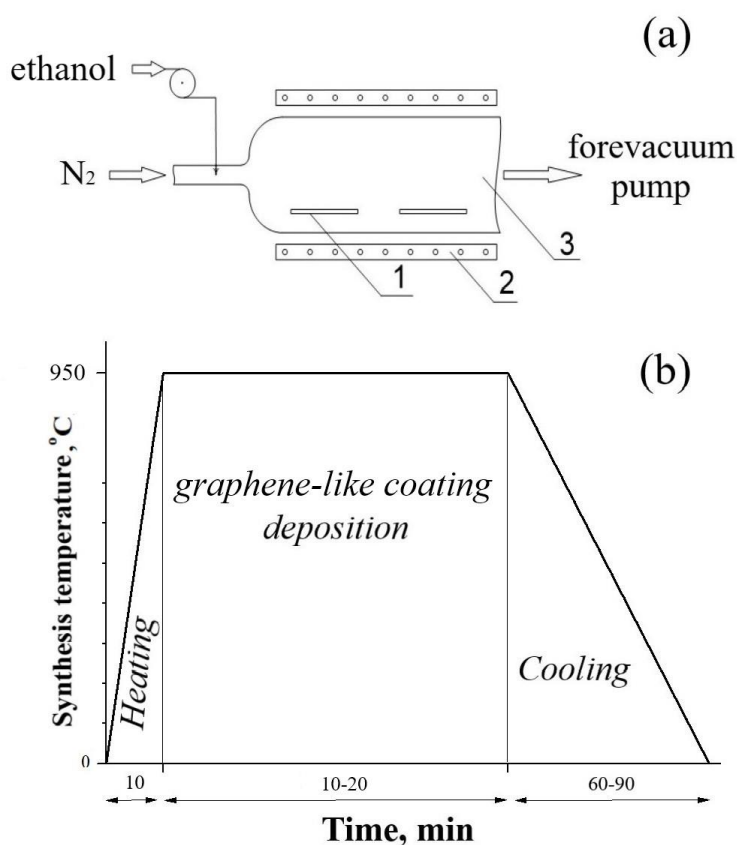 (a)
ethanol
N2
forevacuum
pump
1
2
3
(b)
Synthesis temperature,°C
950
0
graphene-like coating
deposition
Heating
Cooling
10
10-20
60-90
Time, min